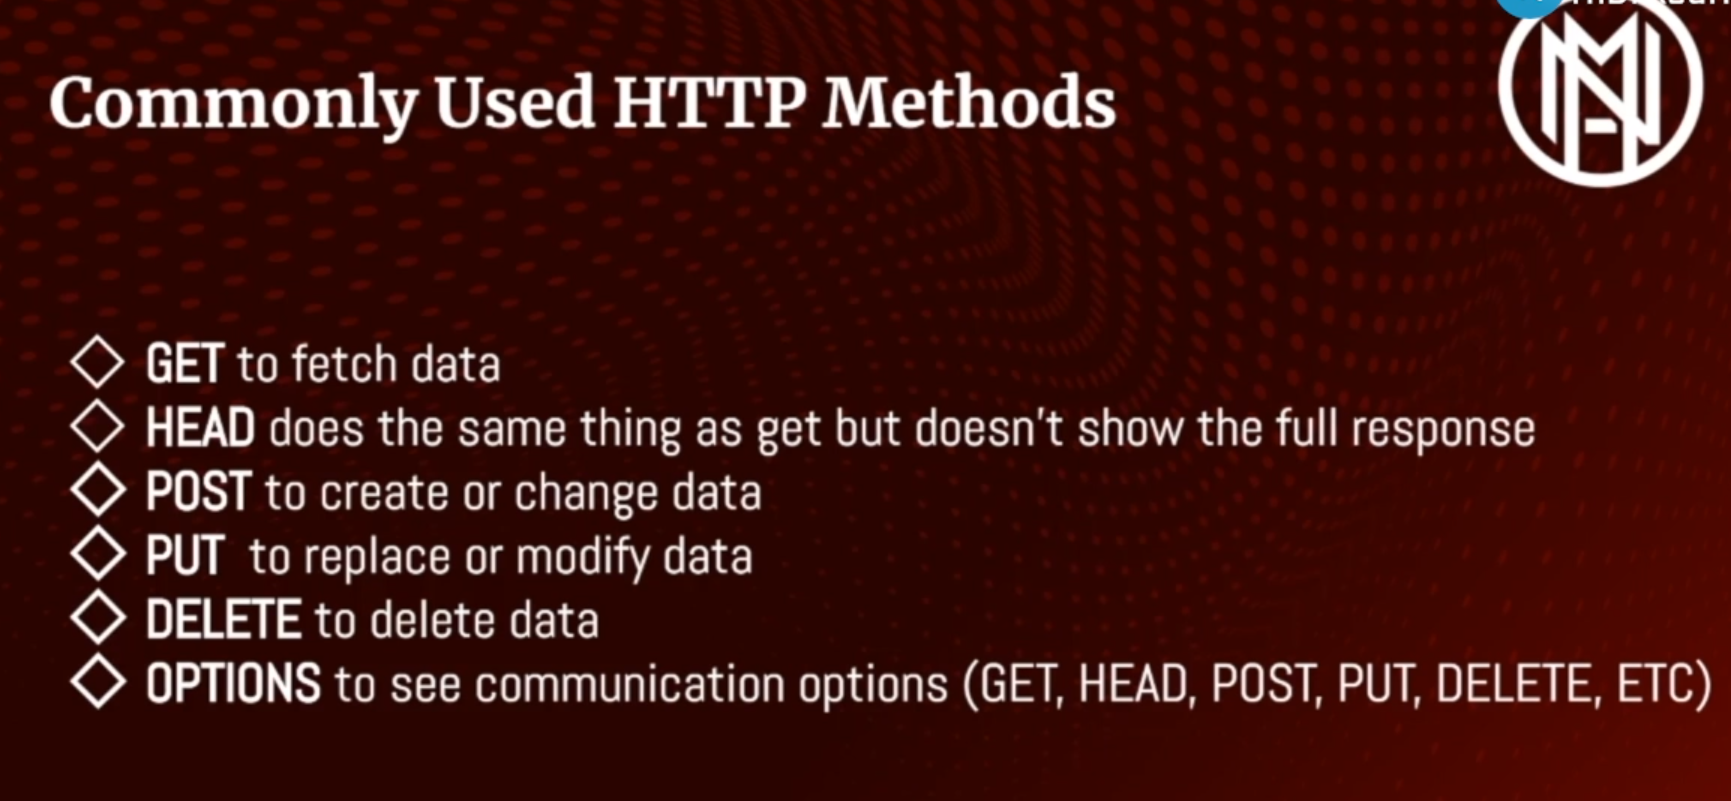 Commonly Used HTTP Methods
GET to fetch data
HEAD does the same thing as get but doesn't show the full response
POST to create or change data
PUT to replace or modify data
DELETE to delete data
OPTIONS to see communication options (GET, HEAD, POST, PUT, DELETE, ETC)